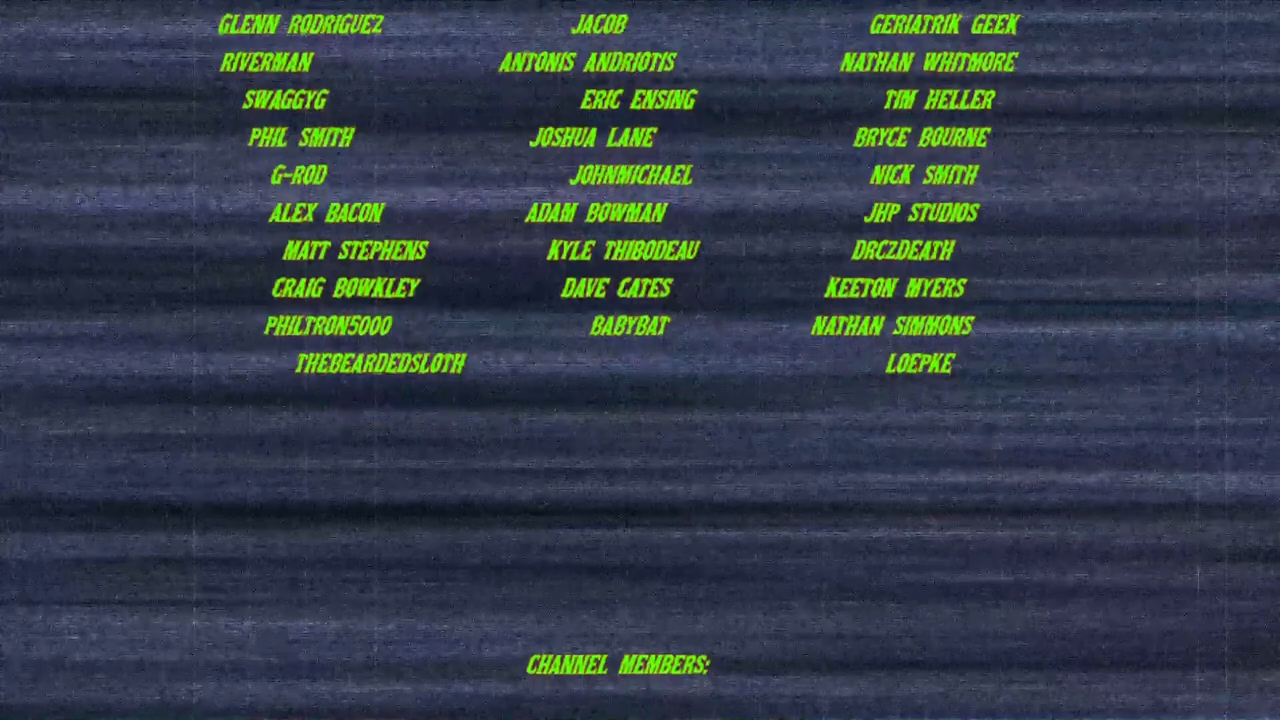 GLENN RODRIGUEZ JACOB GERIATRIK GEEK
RIVERMAN ANTONIS ANDRIOTIS NATHAN WHITMORE
SWAGGYG ERIC ENSING TIM HELLER
PHIL SMITH JOSHUA LANE BRYCE BOURNE
G-ROD JOHNMICHAEL NICK SMITH
ALEX BACON ADAM BOWMAN JHP STUDIOS
MATT STEPHENS KYLE THIBODEAU DRCZDEATH
CRAIG BOWKLEY DAVE CATES KEETON MYERS
PHILTRON5000 BABYBAT NATHAN SIMMONS
THEBEARDEDSLOTH LOEPKE
CHANNEL MEMBERS: